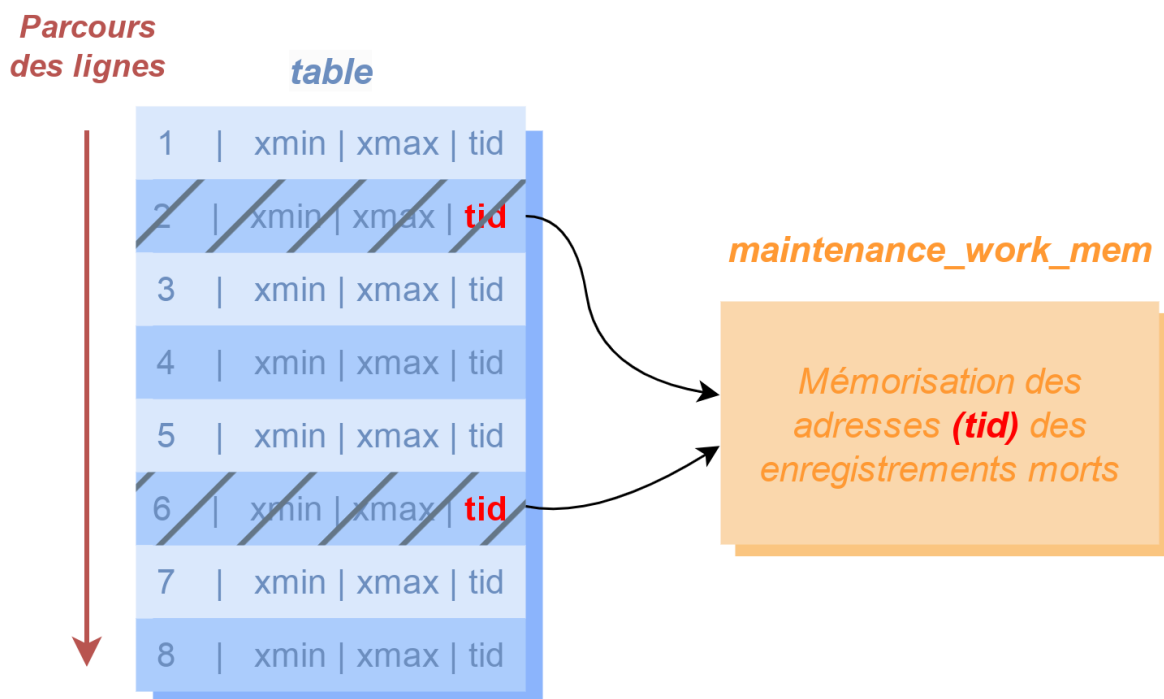 Parcours
des lignes
table
1 | xmin | xmax | tid
2 | xmin | xmax | tid
3 | xmin | xmax | tid
4 | xmin | xmax | tid
5 | xmin | xmax | tid
6 | xmin | xmax | tid
7 | xmin | xmax | tid
8 | xmin | xmax | tid
maintenance_work_mem
Mémorisation des
adresses (tid) des
enregistrements morts